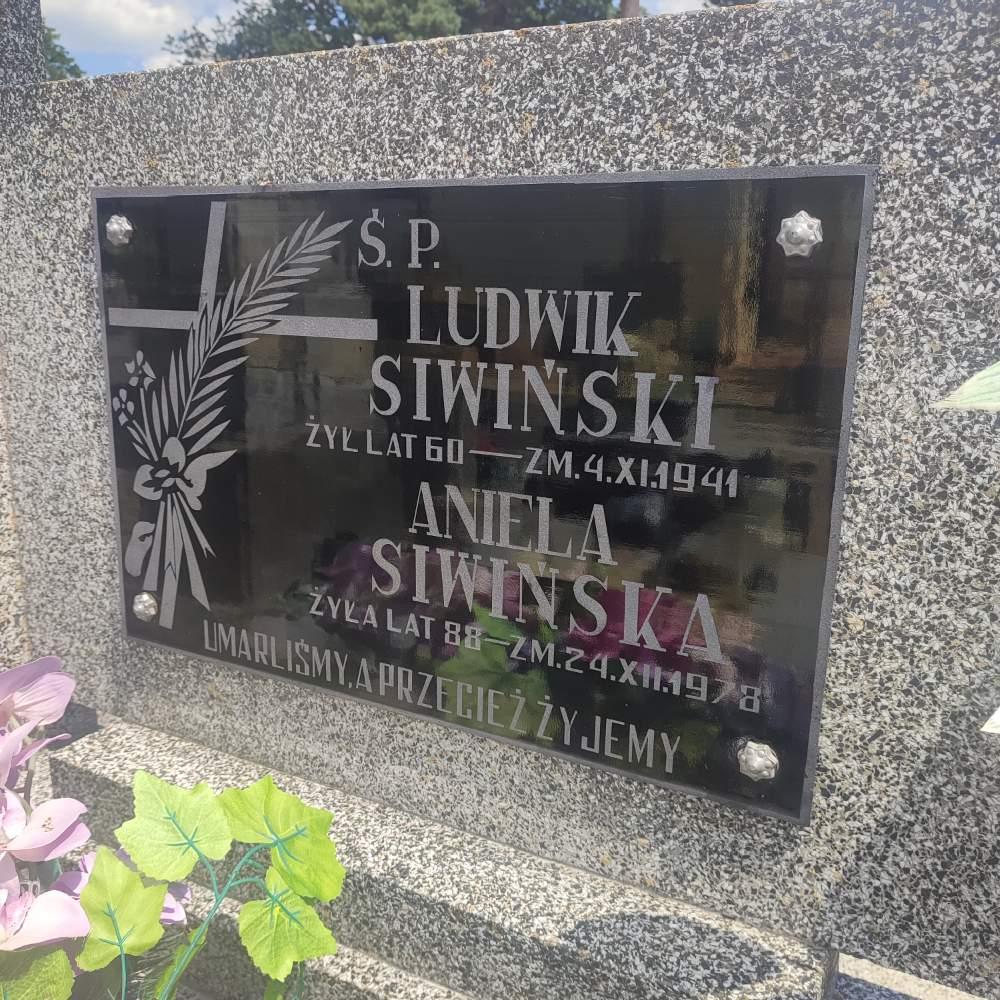 Ś. P.
LUDWIK
SIWIŃSKI
ŻYŁ LAT 60 — ZM. 4. XI. 1941
ANIELA
SIWIŃSKA
ŻYŁA LAT 88 — ZM. 24. XII. 1978
UMARLIŚMY, A PRZECIEŻ ŻYJEMY